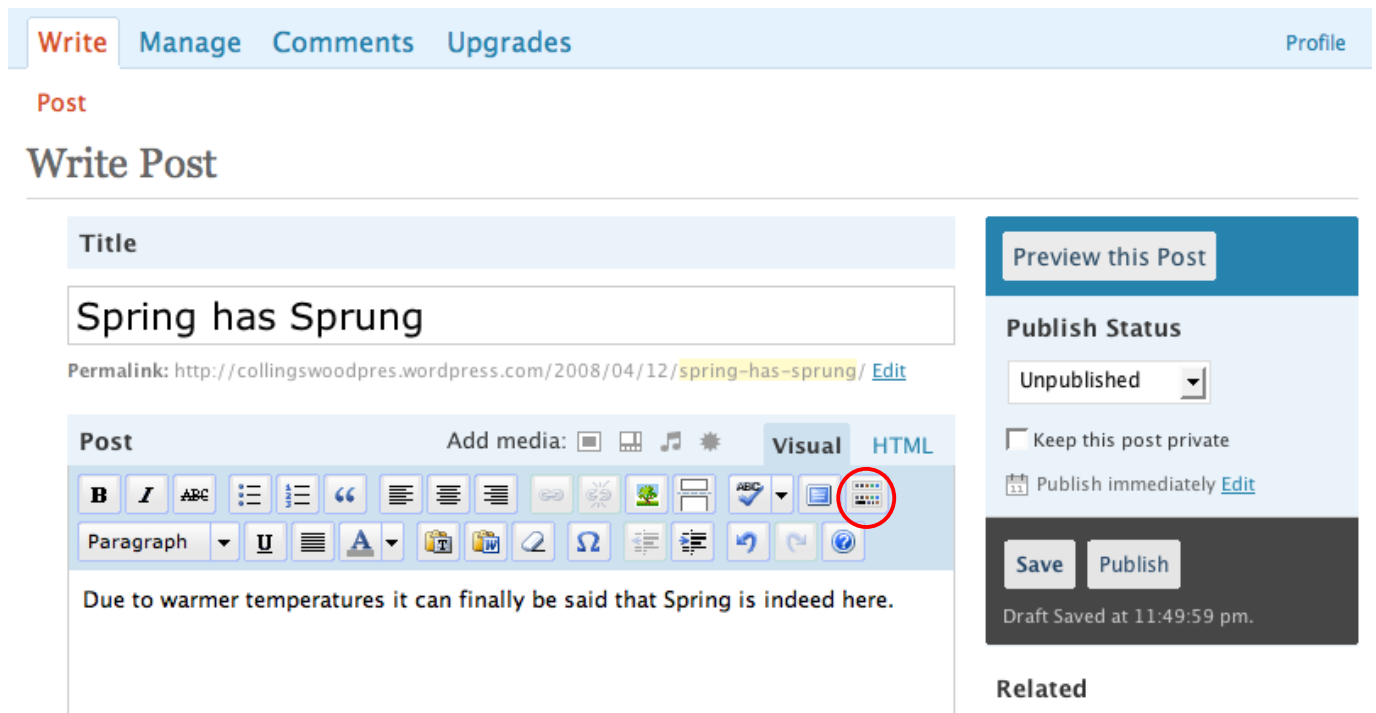 Write Manage Comments Upgrades Profile
Post
Write Post
Title
Spring has Sprung
Permalink: http://collingswoodpres.wordpress.com/2008/04/12/spring-has-sprung/ Edit
Post Add media: Visual HTML
B I ABC ABC
Paragraph U A T W Ω ?
Due to warmer temperatures it can finally be said that Spring is indeed here.
Preview this Post
Publish Status
Unpublished
Keep this post private
11 Publish immediately Edit
Save Publish
Draft Saved at 11:49:59 pm.
Related